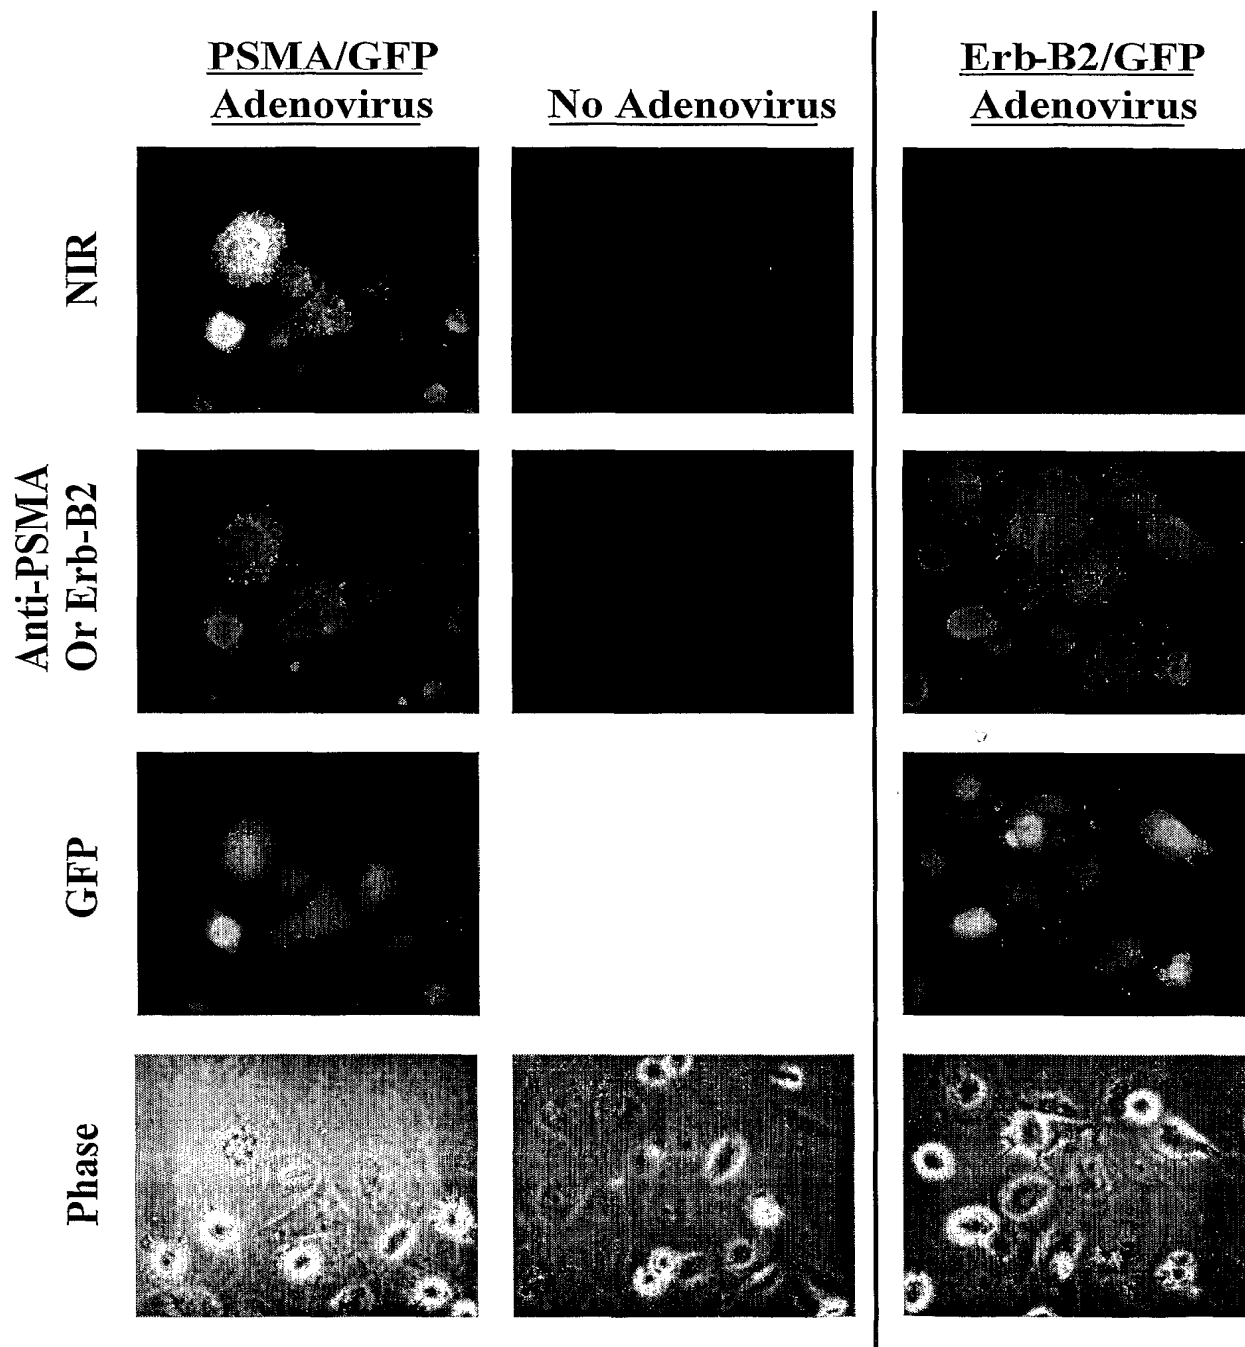 PSMA/GFP
Adenovirus
No Adenovirus
Erb-B2/GFP
Adenovirus
NIR
Anti-PSMA
Or Erb-B2
GFP
Phase